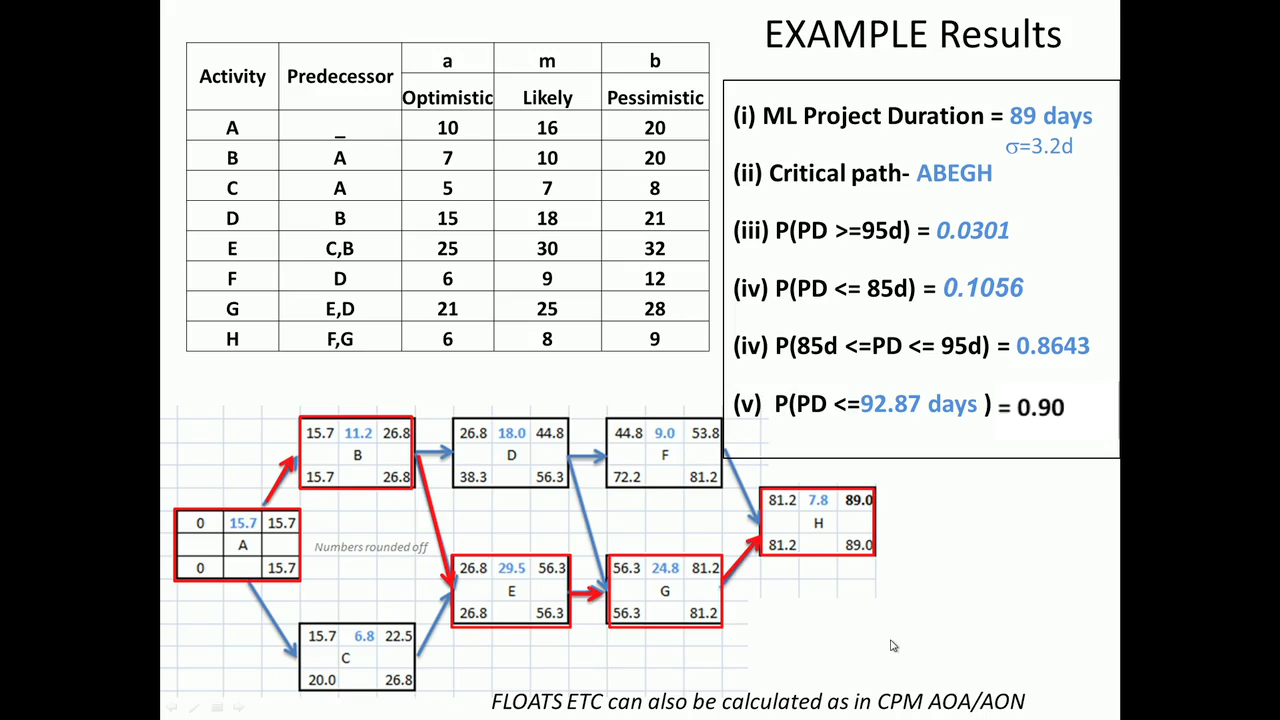 EXAMPLE Results
Activity Predecessor a m b
Optimistic Likely Pessimistic
A _ 10 16 20
B A 7 10 20
C A 5 7 8
D B 15 18 21
E C,B 25 30 32
F D 6 9 12
G E,D 21 25 28
H F,G 6 8 9
(i) ML Project Duration = 89 days
σ=3.2d
(ii) Critical path- ABEGH
(iii) P(PD >=95d) = 0.0301
(iv) P(PD <= 85d) = 0.1056
(iv) P(85d <=PD <= 95d) = 0.8643
(v) P(PD <=92.87 days ) = 0.90
15.7 11.2 26.8
B
15.7 26.8
26.8 18.0 44.8
D
38.3 56.3
44.8 9.0 53.8
F
72.2 81.2
81.2 7.8 89.0
H
81.2 89.0
0 15.7 15.7
A
0 15.7
Numbers rounded off
26.8 29.5 56.3
E
26.8 56.3
56.3 24.8 81.2
G
56.3 81.2
15.7 6.8 22.5
C
20.0 26.8
FLOATS ETC can also be calculated as in CPM AOA/AON